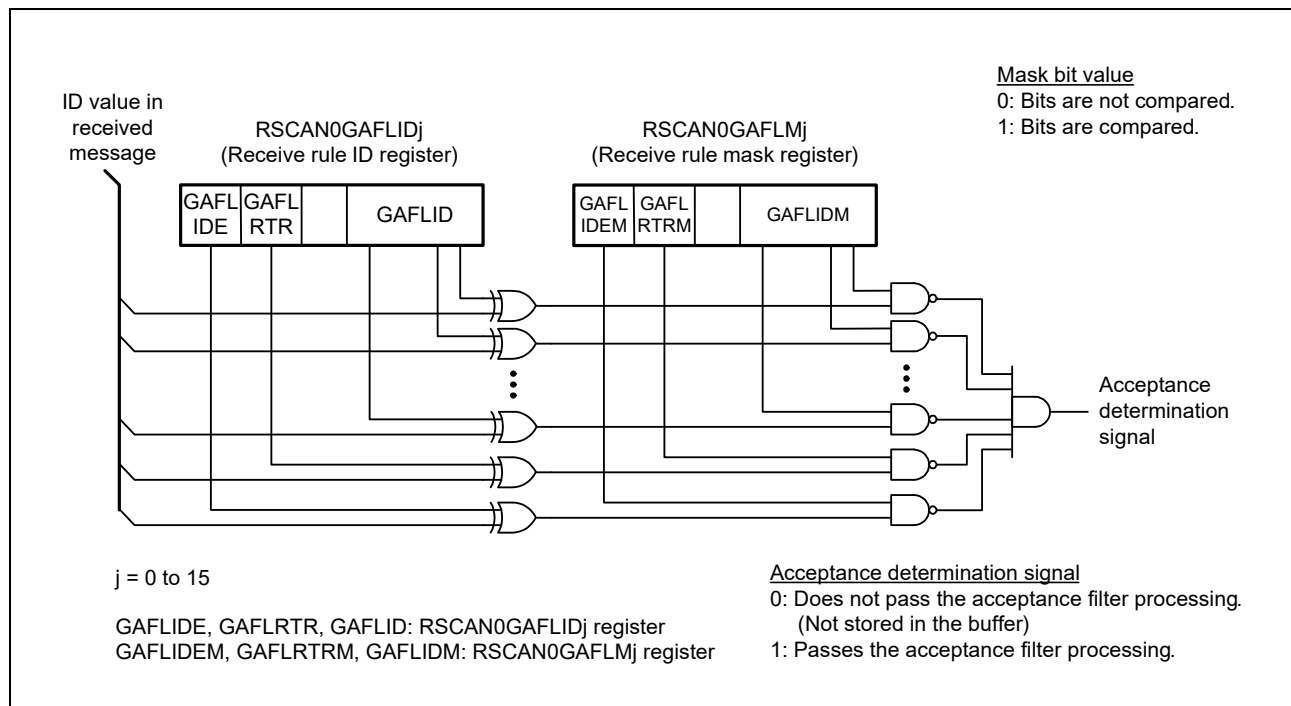 Mask bit value
0: Bits are not compared.
1: Bits are compared.
ID value in
received
message
RSCAN0GAFLIDj
(Receive rule ID register)
RSCAN0GAFLMj
(Receive rule mask register)
GAFL
IDE
GAFL
RTR
GAFLID
GAFL
IDEM
GAFL
RTRM
GAFLIDM
Acceptance
determination
signal
j = 0 to 15
GAFLIDE, GAFLRTR, GAFLID: RSCAN0GAFLIDj register
GAFLIDEM, GAFLRTRM, GAFLIDM: RSCAN0GAFLMj register
Acceptance determination signal
0: Does not pass the acceptance filter processing.
(Not stored in the buffer)
1: Passes the acceptance filter processing.